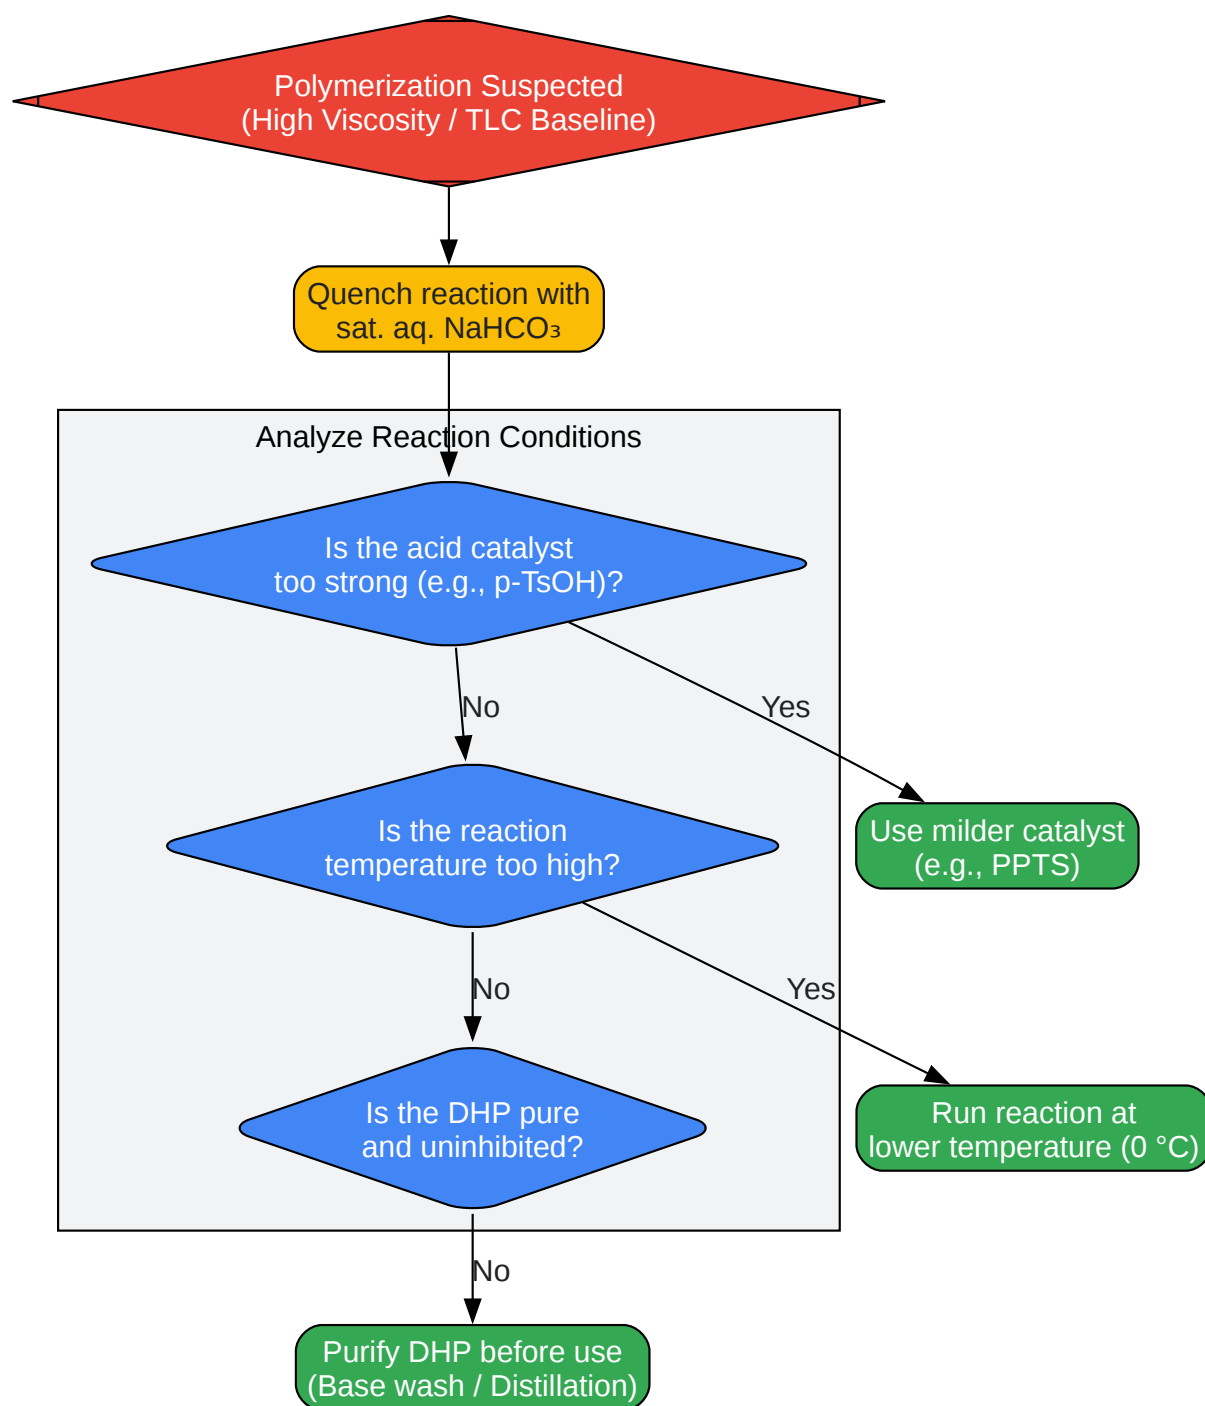 Polymerization Suspected
(High Viscosity / TLC Baseline)
Quench reaction with
sat. aq. NaHCO₃
Analyze Reaction Conditions
Is the acid catalyst
too strong (e.g., p-TsOH)?
No
Yes
Is the reaction
temperature too high?
Use milder catalyst
(e.g., PPTS)
No
Yes
Is the DHP pure
and uninhibited?
Run reaction at
lower temperature (0 °C)
No
Purify DHP before use
(Base wash / Distillation)